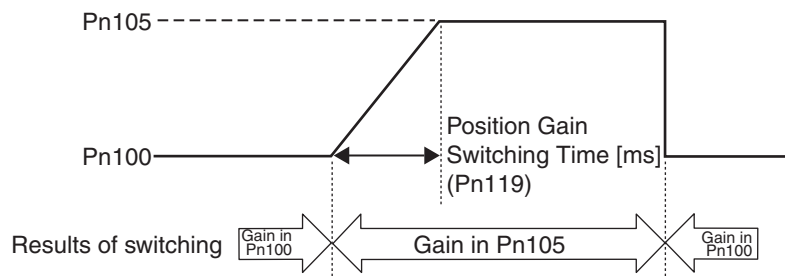 Pn105
Position Gain
Switching Time [ms]
(Pn119)
Pn100
Results of switching
Gain in
Pn100
Gain in Pn105
Gain in
Pn100